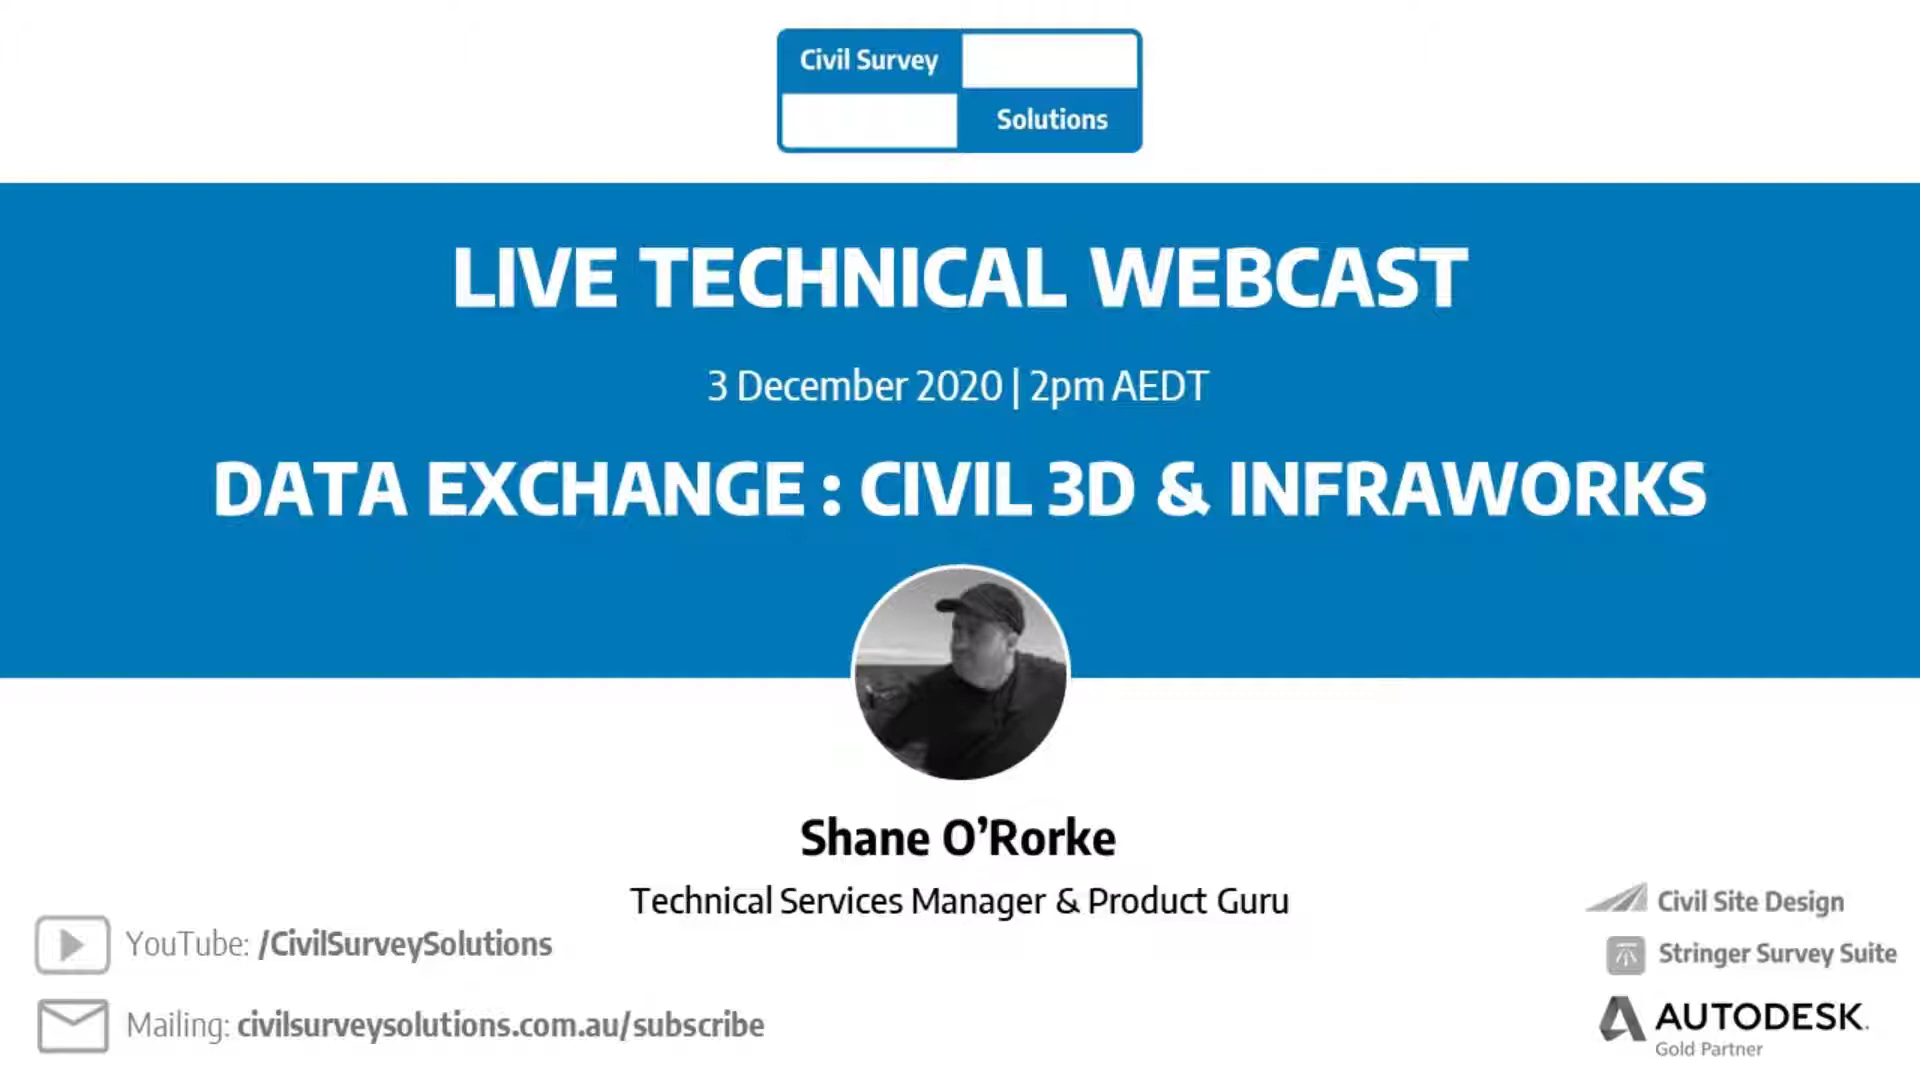 Civil Survey
Solutions
LIVE TECHNICAL WEBCAST
3 December 2020 | 2pm AEDT
DATA EXCHANGE : CIVIL 3D & INFRAWORKS
Shane O’Rorke
Technical Services Manager & Product Guru
YouTube: /CivilSurveySolutions
Mailing: civilsurveysolutions.com.au/subscribe
Civil Site Design
Stringer Survey Suite
AUTODESK.
Gold Partner